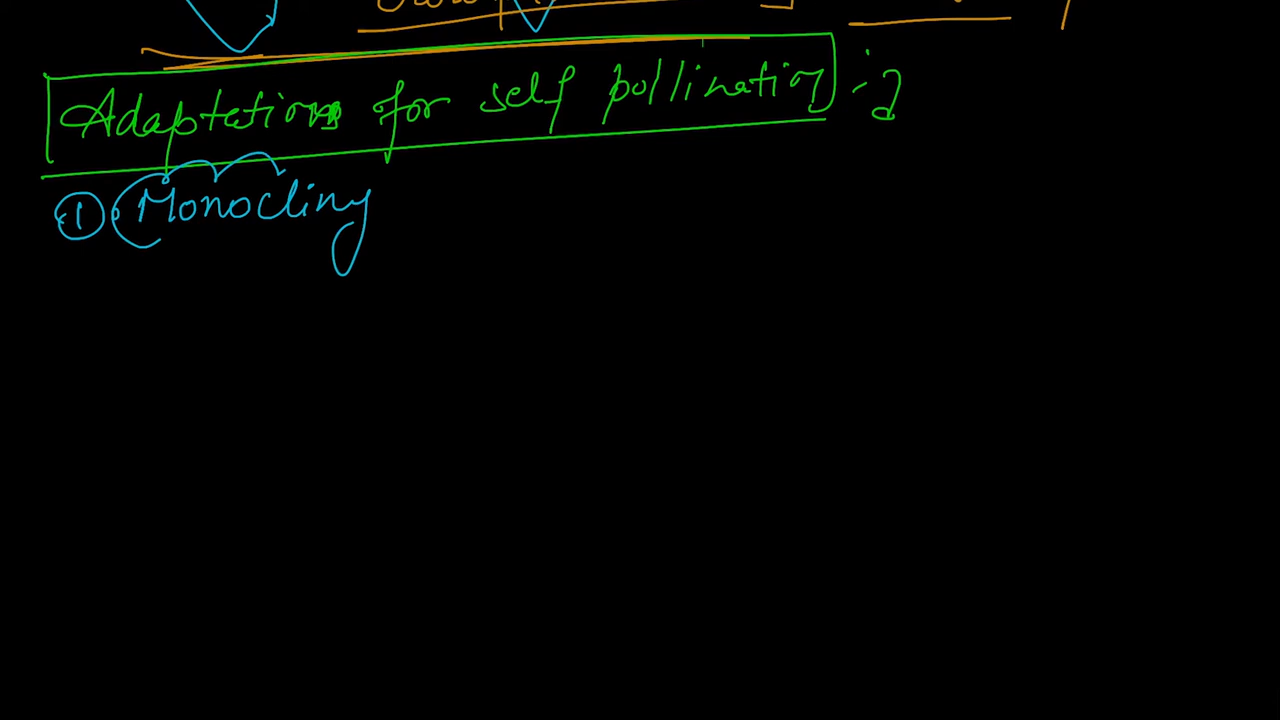 Adaptations for self pollination :-
① Monocliny